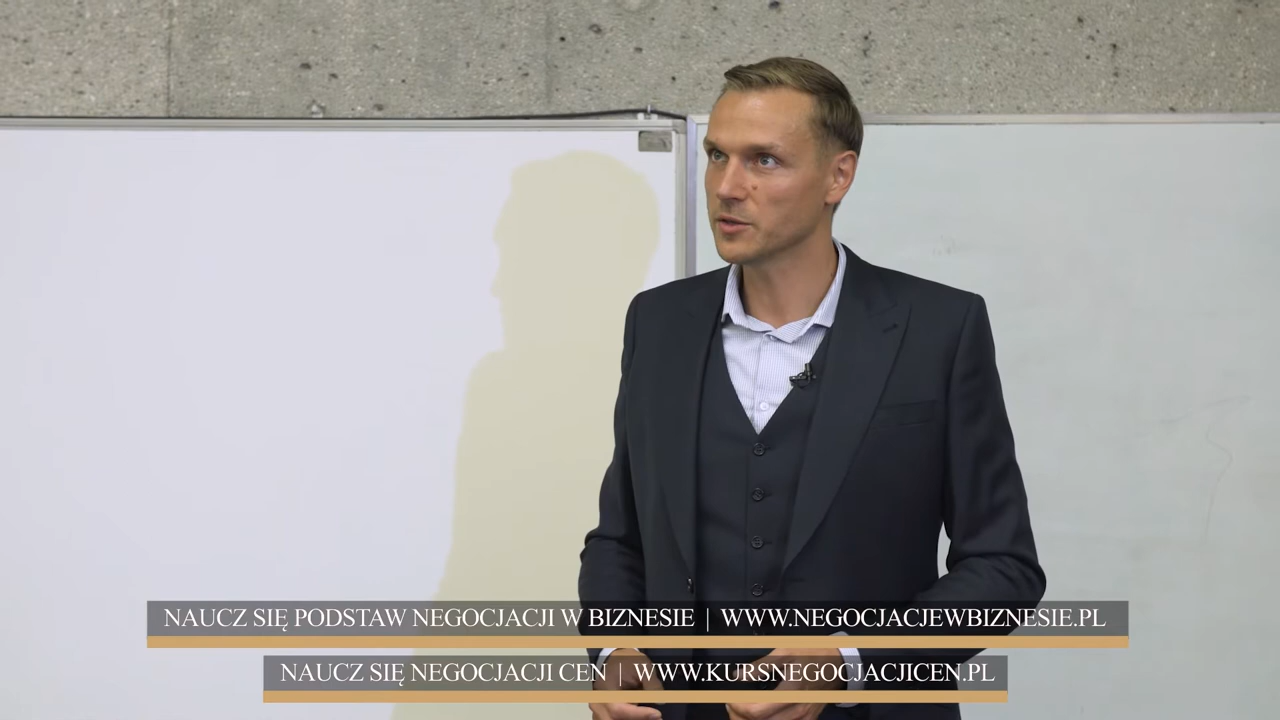 NAUCZ SIĘ PODSTAW NEGOCJACJI W BIZNESIE | WWW.NEGOCJACJEWBIZNESIE.PL
NAUCZ SIĘ NEGOCJACJI CEN | WWW.KURSNEGOCJACJICEN.PL